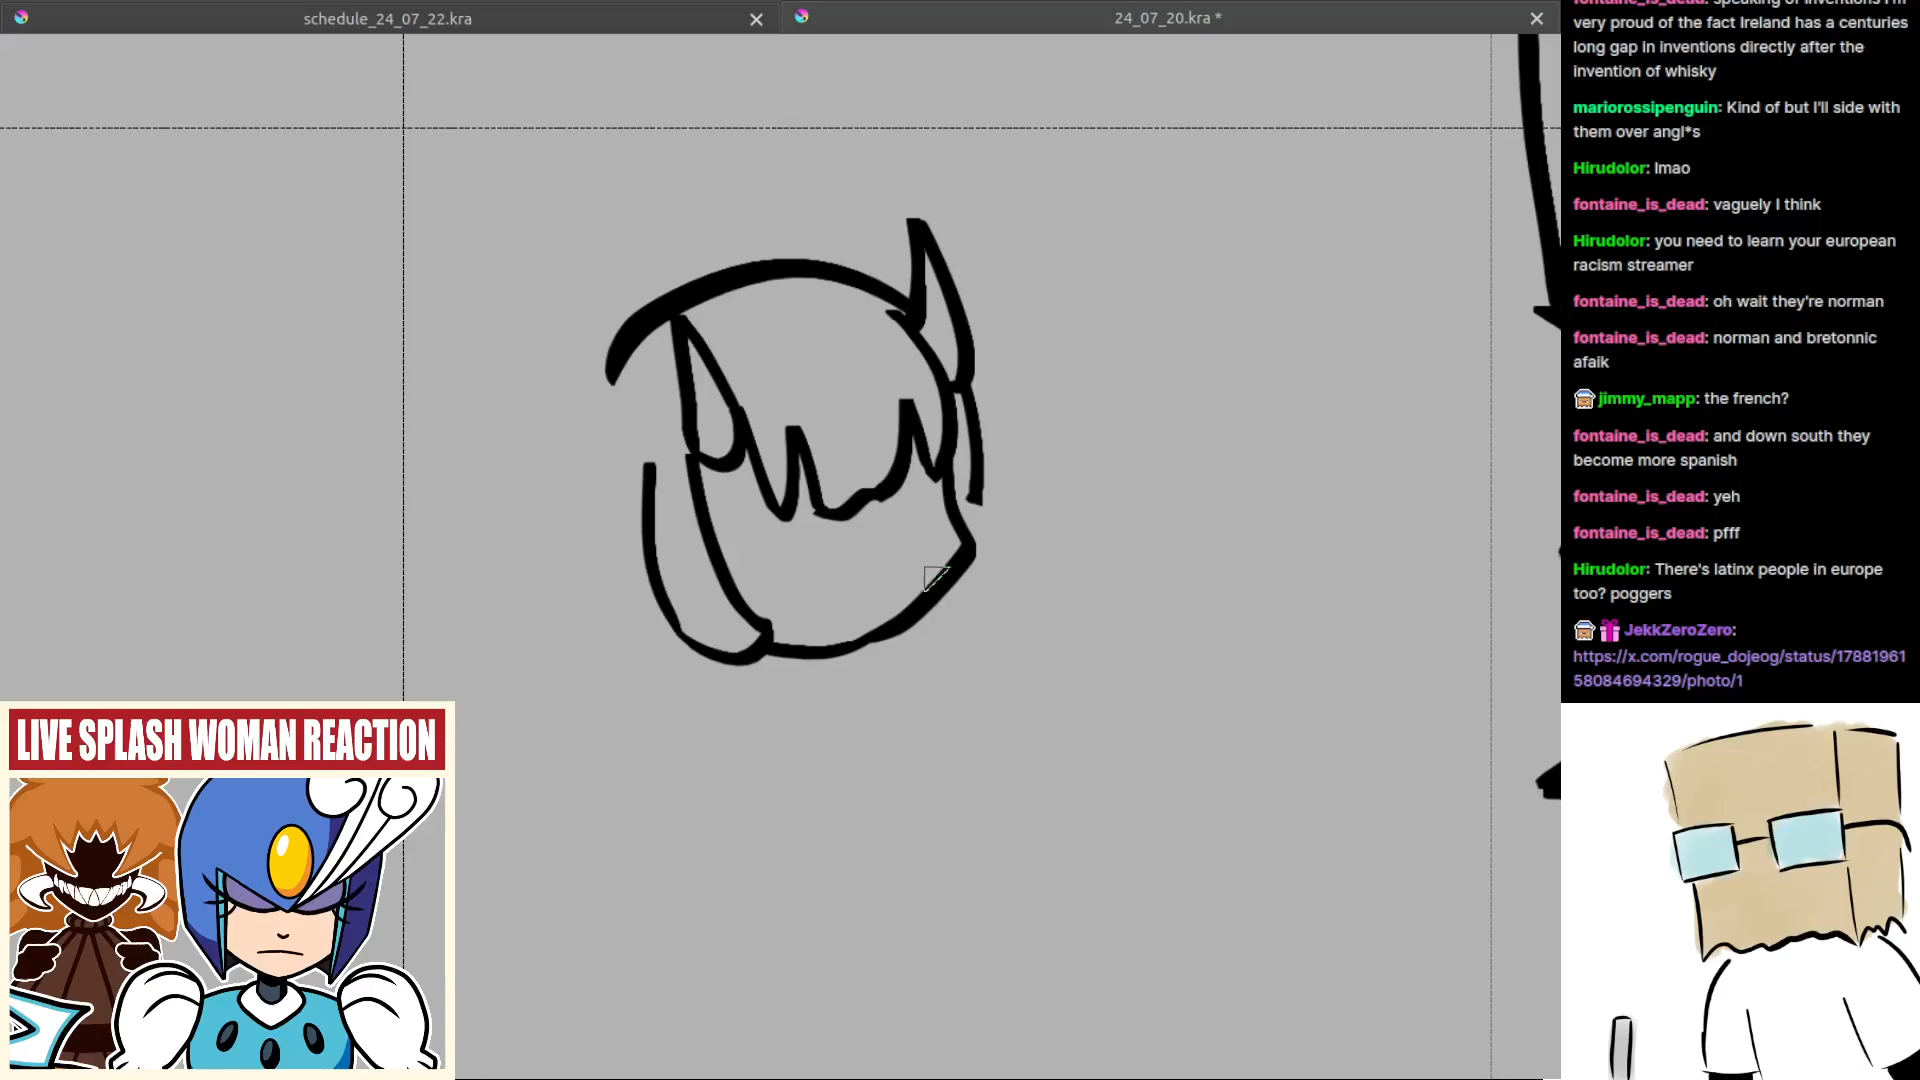 schedule_24_07_22.kra
24_07_20.kra *
fontaine_is_dead: speaking of inventions I'm
very proud of the fact Ireland has a centuries
long gap in inventions directly after the
invention of whisky
mariorossipenguin: Kind of but I'll side with
them over angl*s
Hirudolor: lmao
fontaine_is_dead: vaguely I think
Hirudolor: you need to learn your european
racism streamer
fontaine_is_dead: oh wait they're norman
fontaine_is_dead: norman and bretonnic
afaik
jimmy_mapp: the french?
fontaine_is_dead: and down south they
become more spanish
fontaine_is_dead: yeh
fontaine_is_dead: pfff
Hirudolor: There's latinx people in europe
too? poggers
JekkZeroZero:
https://x.com/rogue_dojeog/status/17881961
58084694329/photo/1
LIVE SPLASH WOMAN REACTION